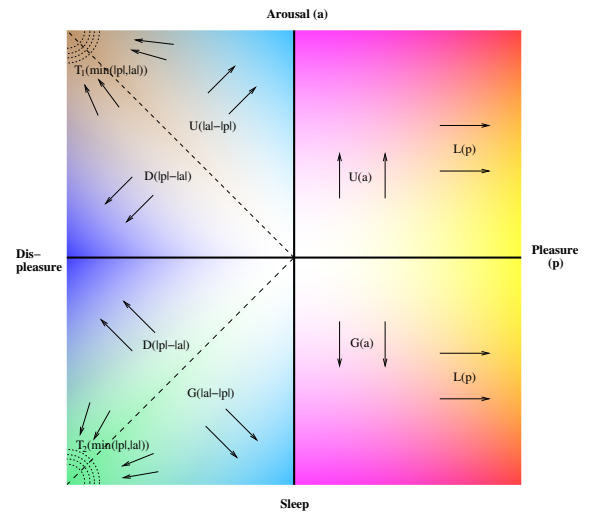 Arousal (a)
T₁(min(|p|,|a|))
U(|a|−|p|)
L(p)
D(|p|−|a|)
U(a)
Dis−
pleasure
Pleasure
(p)
D(|p|−|a|)
G(a)
L(p)
G(|a|−|p|)
T₂(min(|p|,|a|))
Sleep